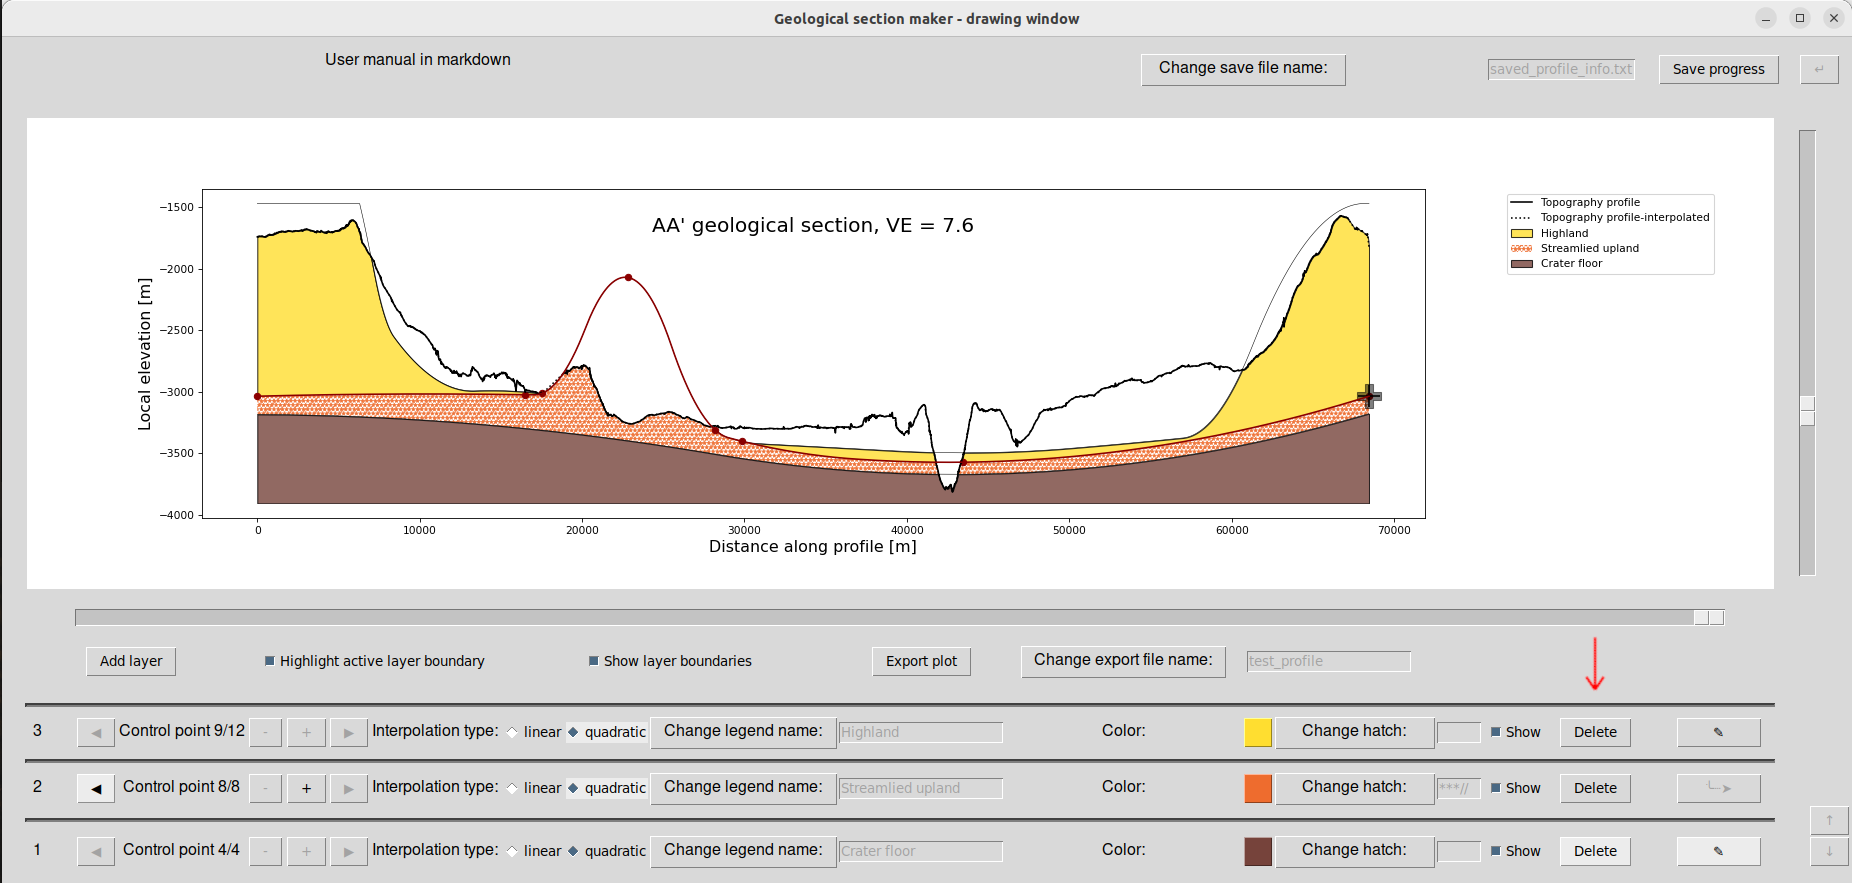 Geological section maker - drawing window
User manual in markdown
Change save file name:
saved_profile_info.txt
Save progress
AA' geological section, VE = 7.6
Local elevation [m]
−1500
−2000
−2500
−3000
−3500
−4000
0 10000 20000 30000 40000 50000 60000 70000
Distance along profile [m]
Topography profile
Topography profile-interpolated
Highland
Streamlied upland
Crater floor
Add layer
Highlight active layer boundary
Show layer boundaries
Export plot
Change export file name:
test_profile
3 Control point 9/12 - + Interpolation type: linear quadratic Change legend name: Highland Color: Change hatch: Show Delete
2 Control point 8/8 - + Interpolation type: linear quadratic Change legend name: Streamlied upland Color: Change hatch: ***// Show Delete
1 Control point 4/4 - + Interpolation type: linear quadratic Change legend name: Crater floor Color: Change hatch: Show Delete